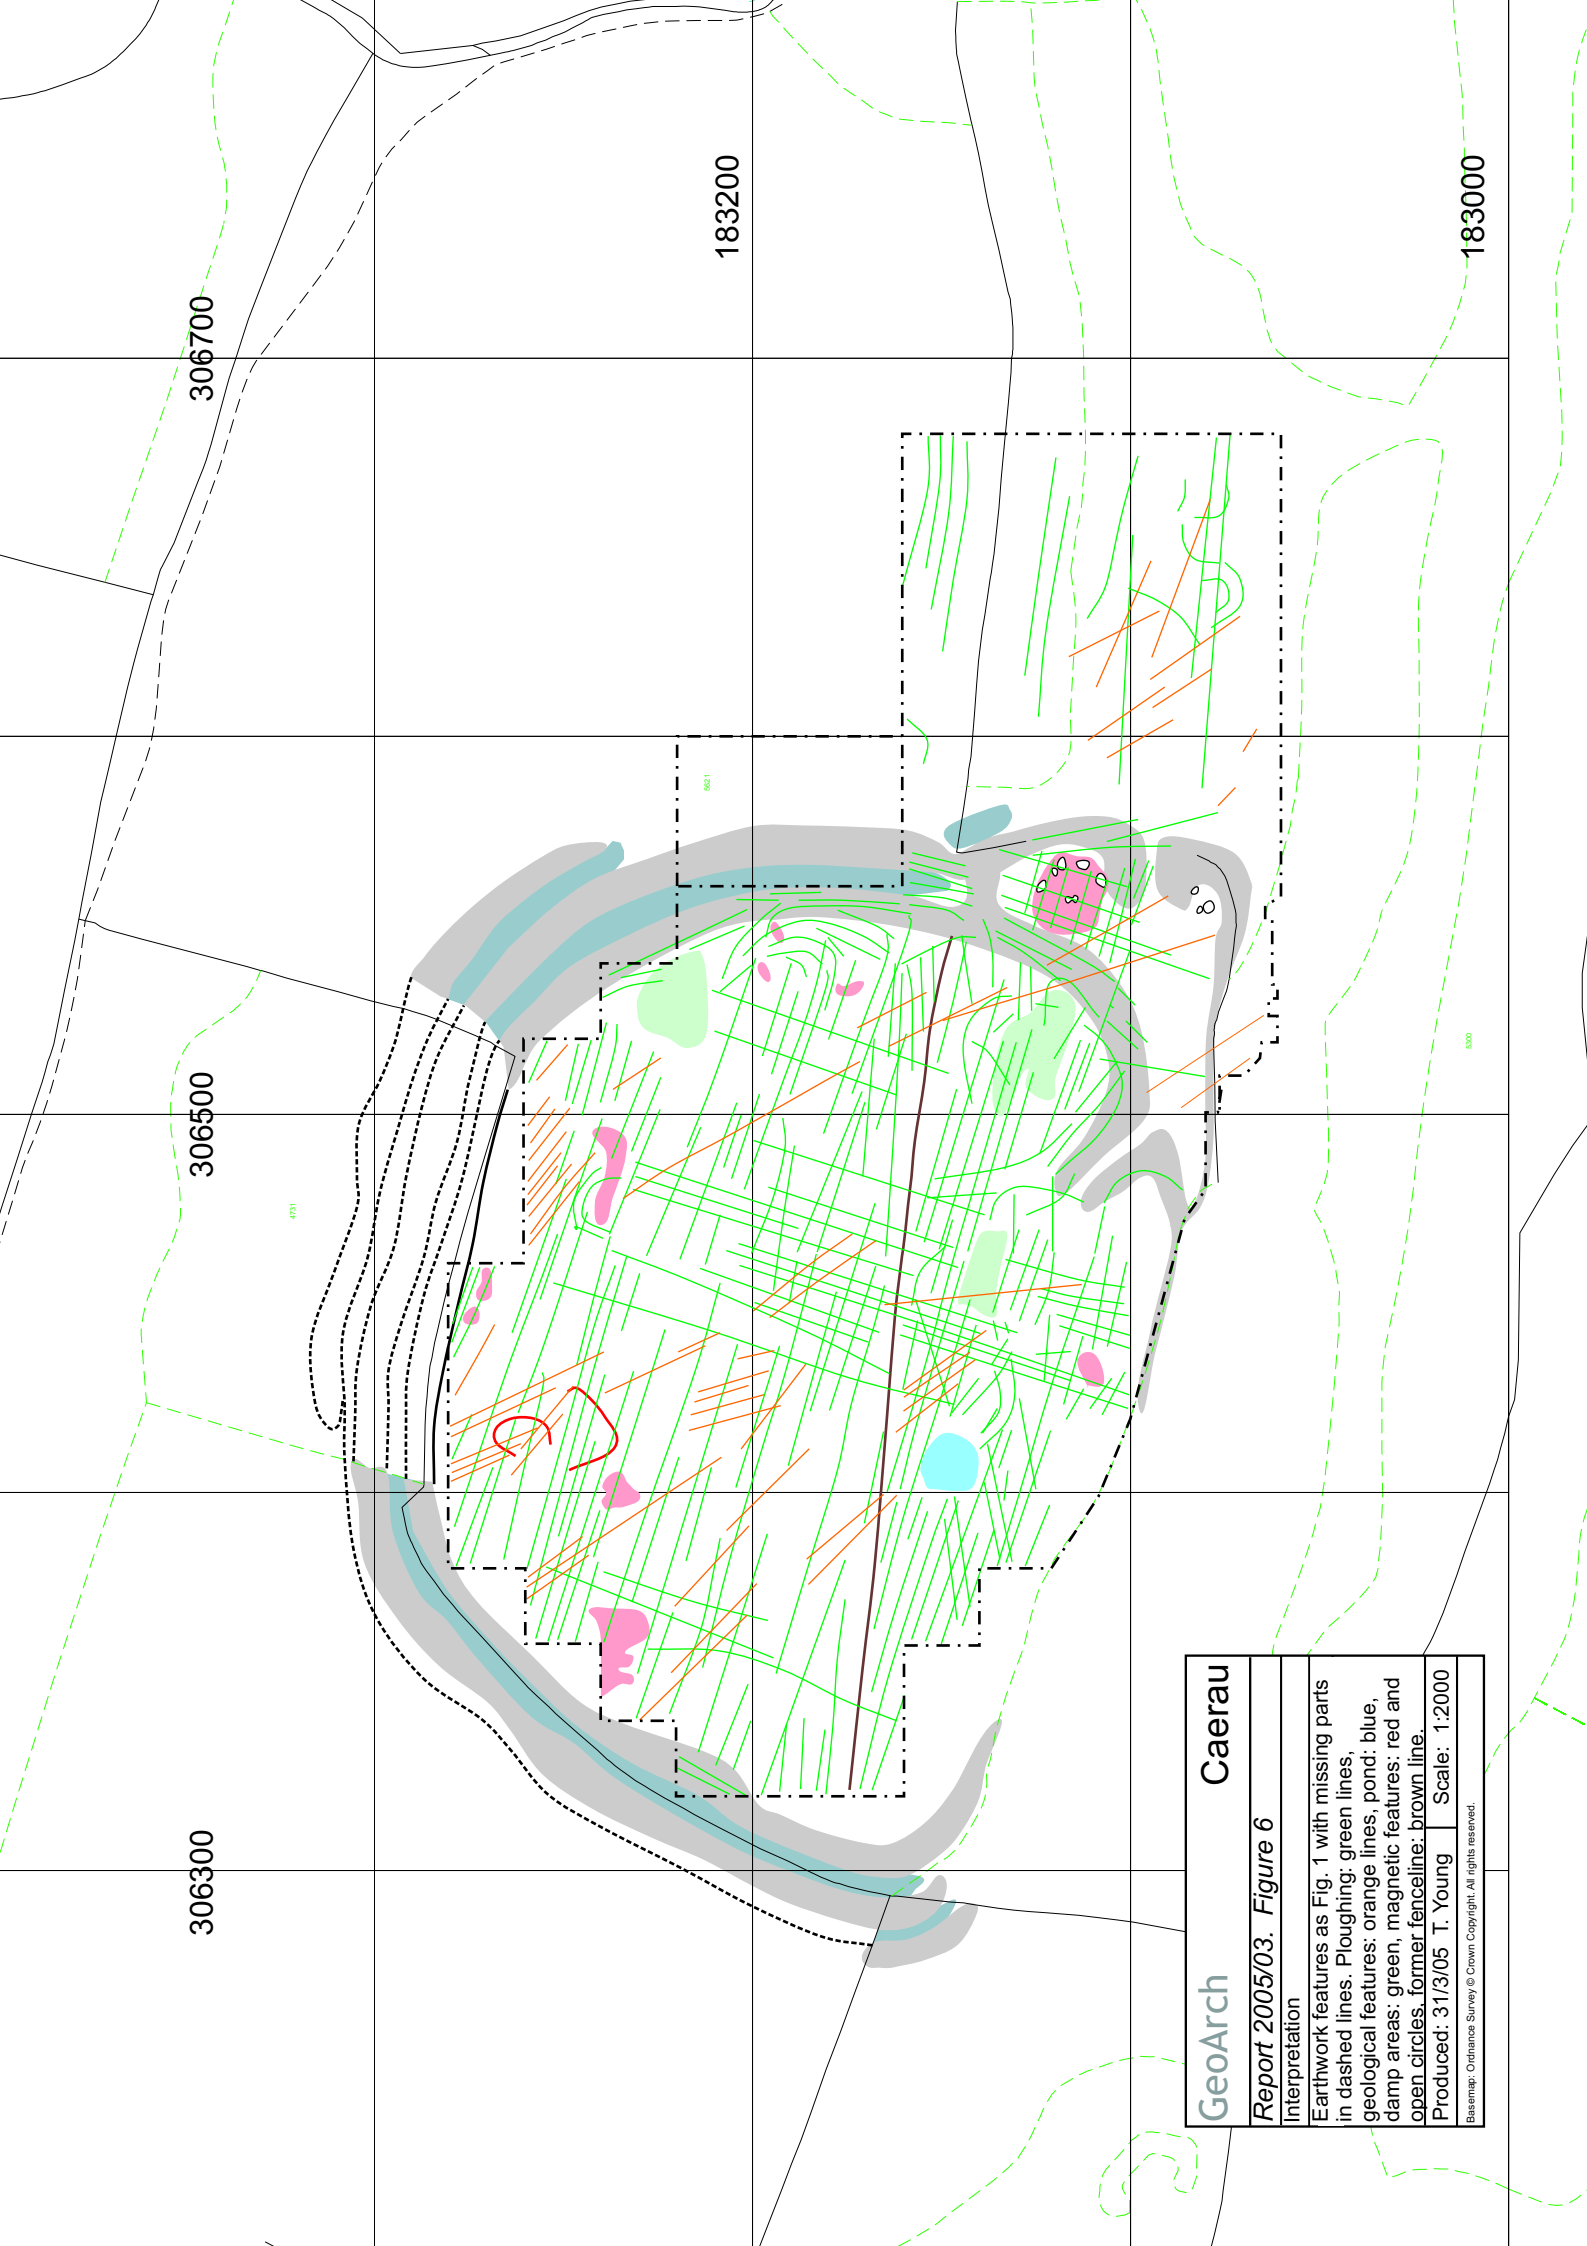 183200
183000
306700
306500
306300
5621
5300
4731
GeoArch Caerau
Report 2005/03. Figure 6
Interpretation
Earthwork features as Fig. 1 with missing parts
in dashed lines. Ploughing: green lines,
geological features: orange lines, pond: blue,
damp areas: green, magnetic features: red and
open circles, former fenceline: brown line.
Produced: 31/3/05 T. Young Scale: 1:2000
Basemap: Ordnance Survey © Crown Copyright. All rights reserved.